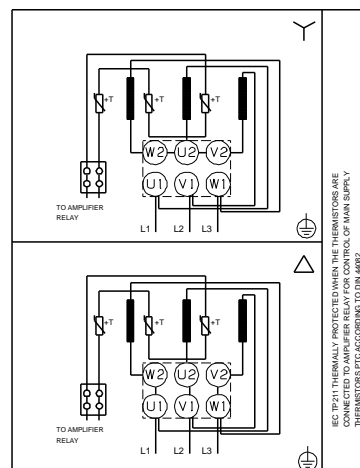 +T
+T
+T
W2 U2 V2
U1 V1 W1
TO AMPLIFIER
RELAY
L1 L2 L3
+T
+T
+T
W2 U2 V2
U1 V1 W1
TO AMPLIFIER
RELAY
L1 L2 L3
IEC TP211 THERMALLY PROTECTED WHEN THE THERMISTORS ARE
CONNECTED TO AMPLIFIER RELAY FOR CONTROL OF MAIN SUPPLY
THERMISTORS PTC ACCORDING TO DIN 44082